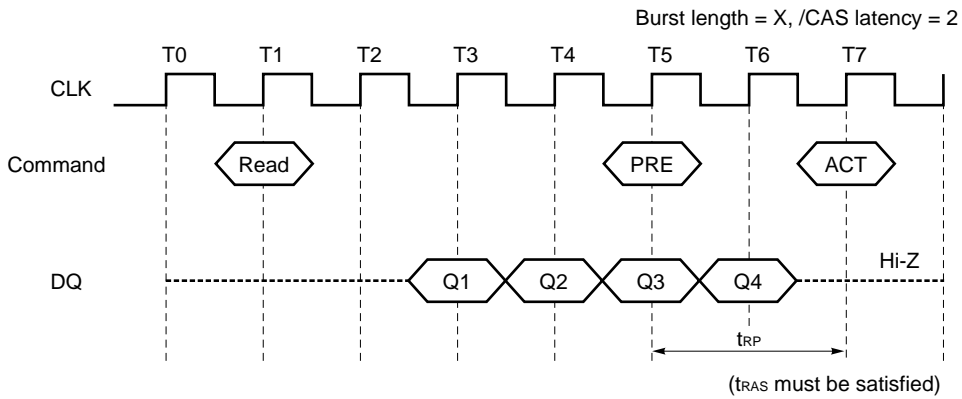 Burst length = X, /CAS latency = 2
T0 T1 T2 T3 T4 T5 T6 T7
CLK
Command Read PRE ACT
DQ Q1 Q2 Q3 Q4 Hi-Z
tRP
(tRAS must be satisfied)